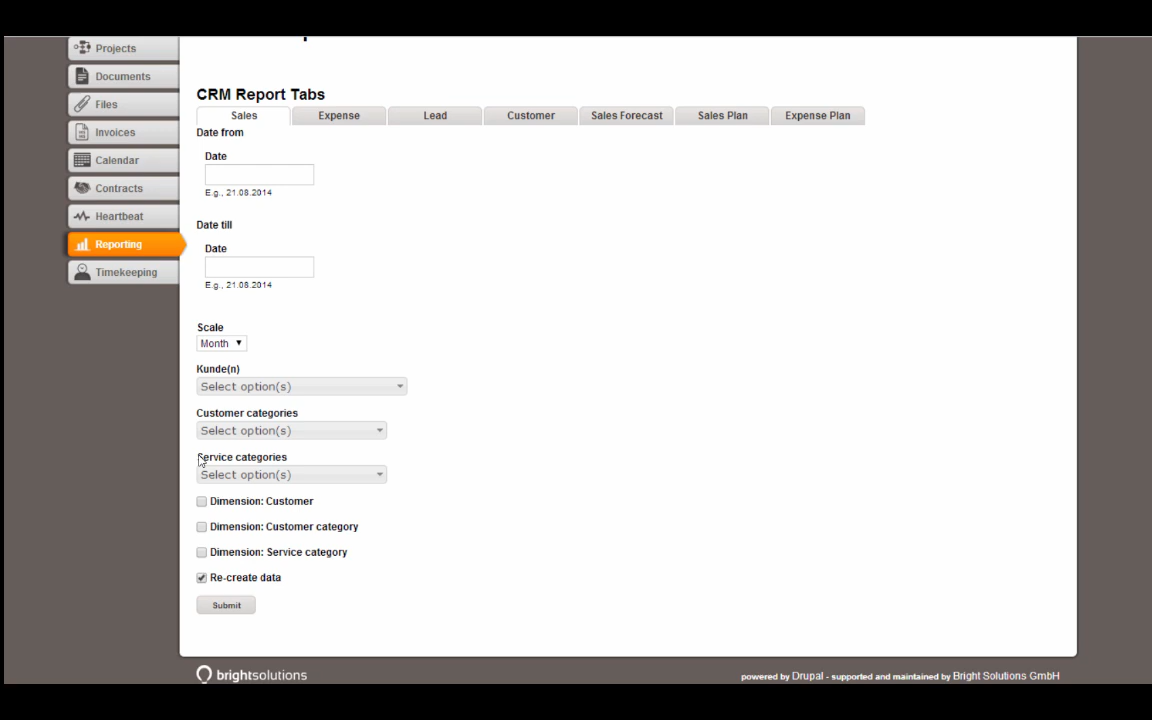 Projects
Documents
Files
Invoices
Calendar
Contracts
Heartbeat
Reporting
Timekeeping
CRM Report Tabs
Sales Expense Lead Customer Sales Forecast Sales Plan Expense Plan
Date from
Date
E.g., 21.08.2014
Date till
Date
E.g., 21.08.2014
Scale
Month
Kunde(n)
Select option(s)
Customer categories
Select option(s)
Service categories
Select option(s)
Dimension: Customer
Dimension: Customer category
Dimension: Service category
Re-create data
Submit
brightsolutions
powered by Drupal - supported and maintained by Bright Solutions GmbH